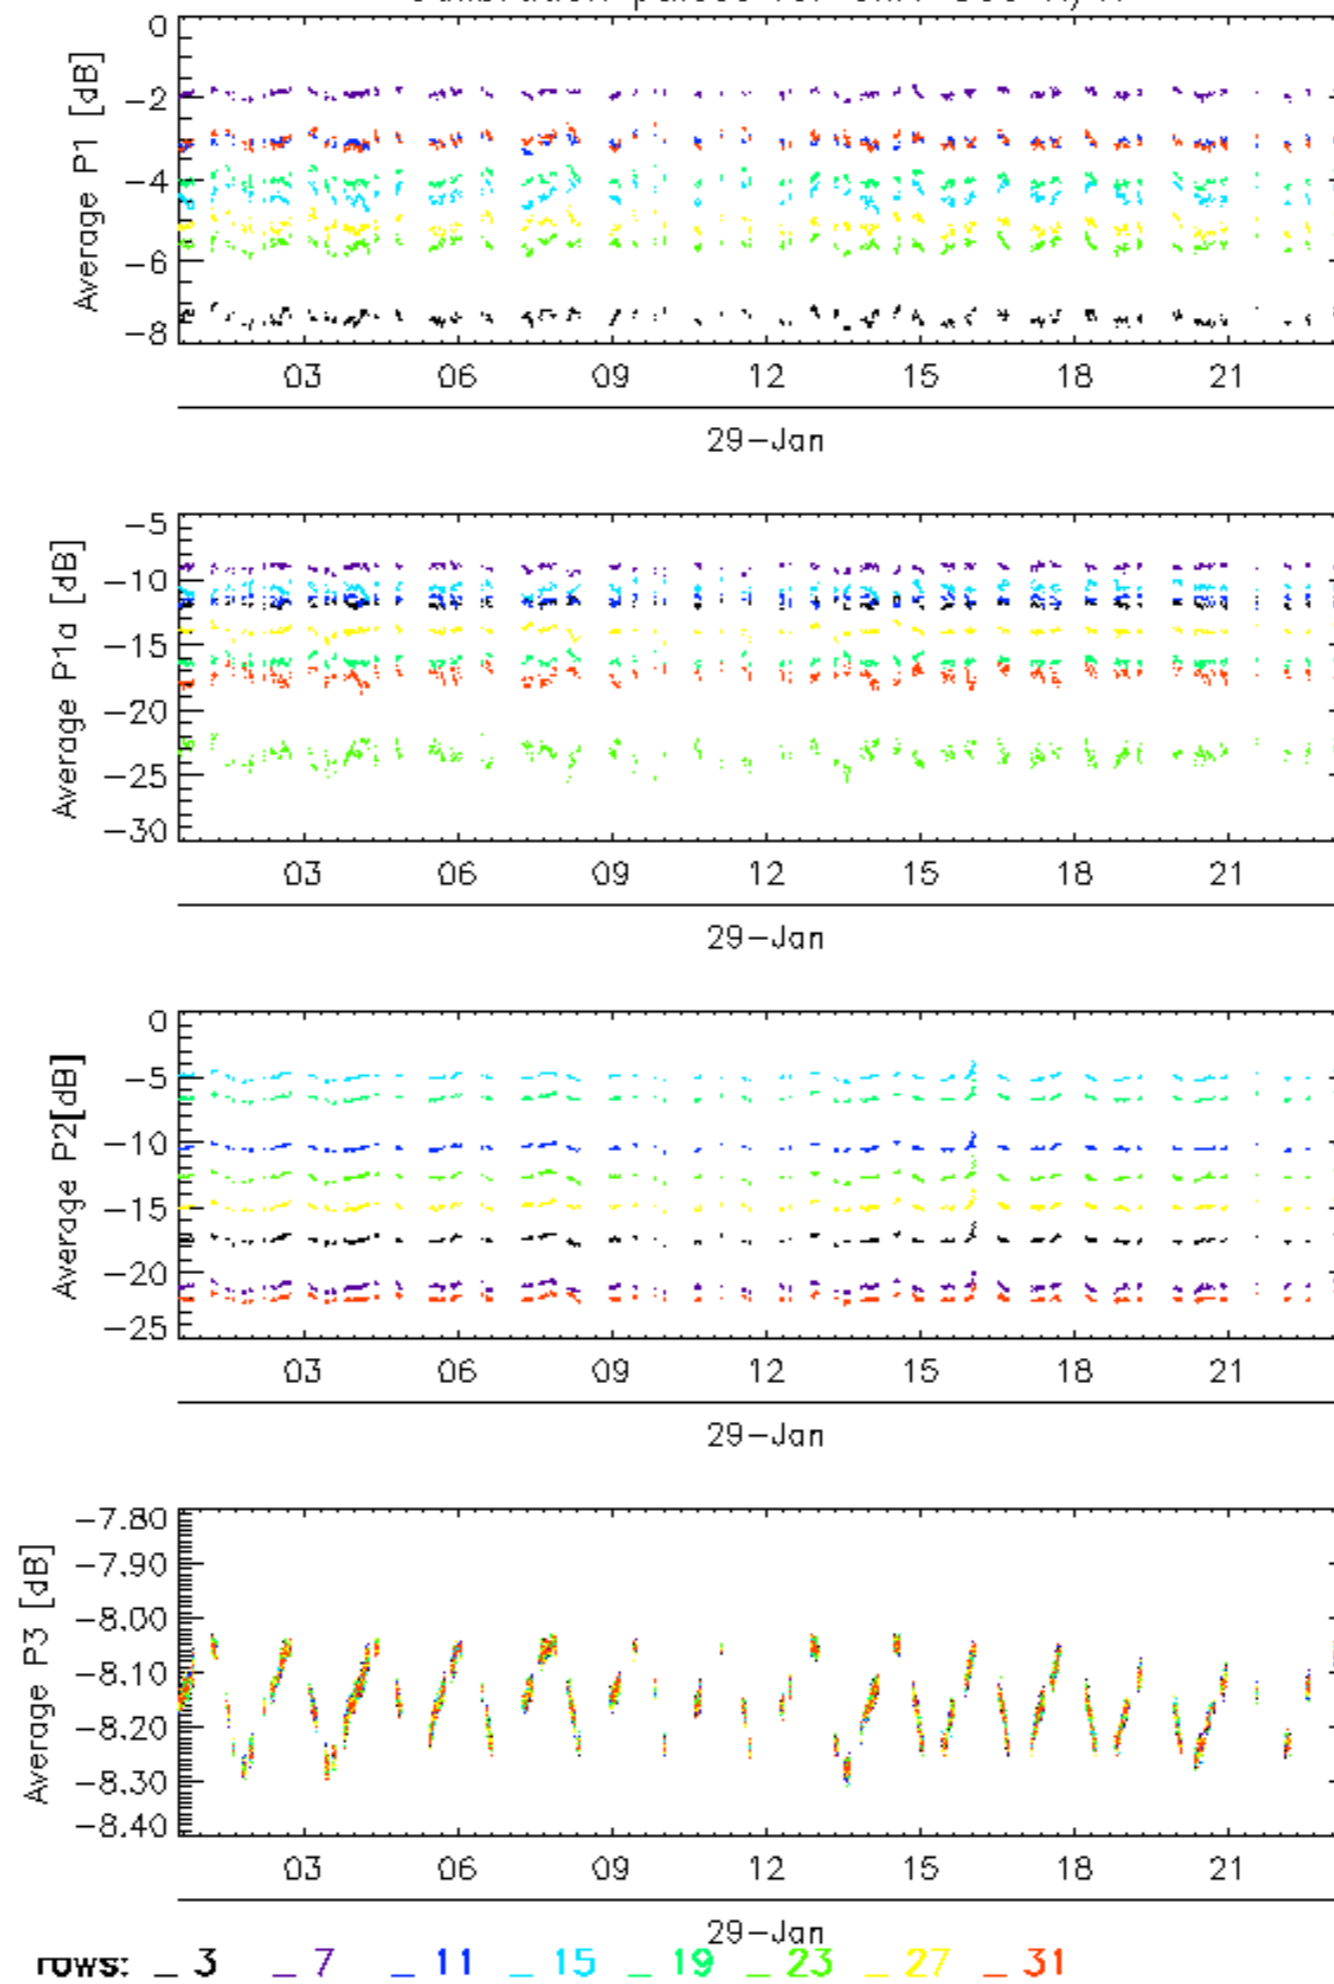 0
-2
-4
-6
-8
Average P1 [dB]
03 06 09 12 15 18 21
29-Jan
-5
-10
-15
-20
-25
-30
Average P1a [dB]
03 06 09 12 15 18 21
29-Jan
0
-5
-10
-15
-20
-25
Average P2[dB]
03 06 09 12 15 18 21
29-Jan
-7.80
-7.90
-8.00
-8.10
-8.20
-8.30
-8.40
Average P3 [dB]
03 06 09 12 15 18 21
29-Jan
rows: _ 3 _ 7 _ 11 _ 15 _ 19 _ 23 _ 27 _ 31